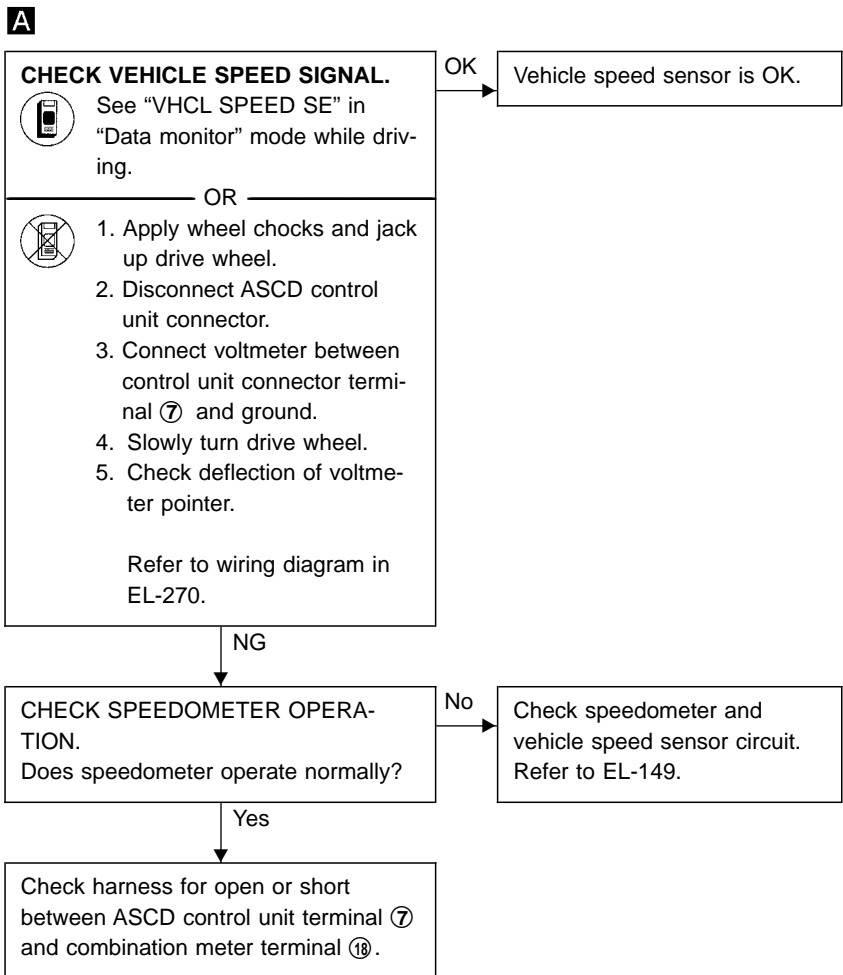 A
CHECK VEHICLE SPEED SIGNAL.
See “VHCL SPEED SE” in
“Data monitor” mode while driv-
ing.
OR
1. Apply wheel chocks and jack
up drive wheel.
2. Disconnect ASCD control
unit connector.
3. Connect voltmeter between
control unit connector termi-
nal ⑦ and ground.
4. Slowly turn drive wheel.
5. Check deflection of voltme-
ter pointer.
Refer to wiring diagram in
EL-270.
OK
Vehicle speed sensor is OK.
NG
CHECK SPEEDOMETER OPERA-
TION.
Does speedometer operate normally?
No
Check speedometer and
vehicle speed sensor circuit.
Refer to EL-149.
Yes
Check harness for open or short
between ASCD control unit terminal ⑦
and combination meter terminal ⑱.